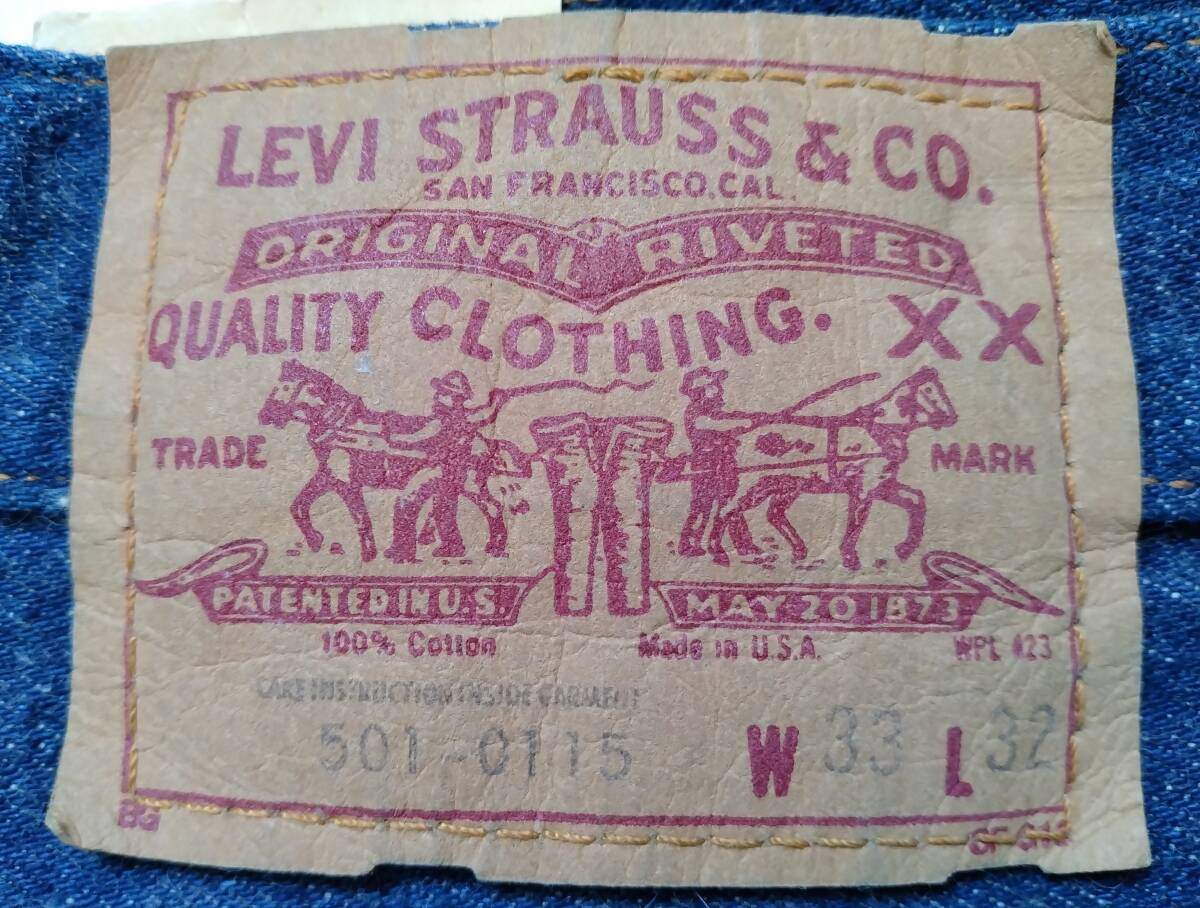 LEVI STRAUSS & CO.
SAN FRANCISCO, CAL.
ORIGINAL RIVETED
QUALITY CLOTHING. XX
TRADE MARK
PATENTED IN U.S. MAY 20 1873
100% Cotton Made in U.S.A. WPL 423
CARE INSTRUCTION INSIDE GARMENT
501-0115 W 33 L 32
BG